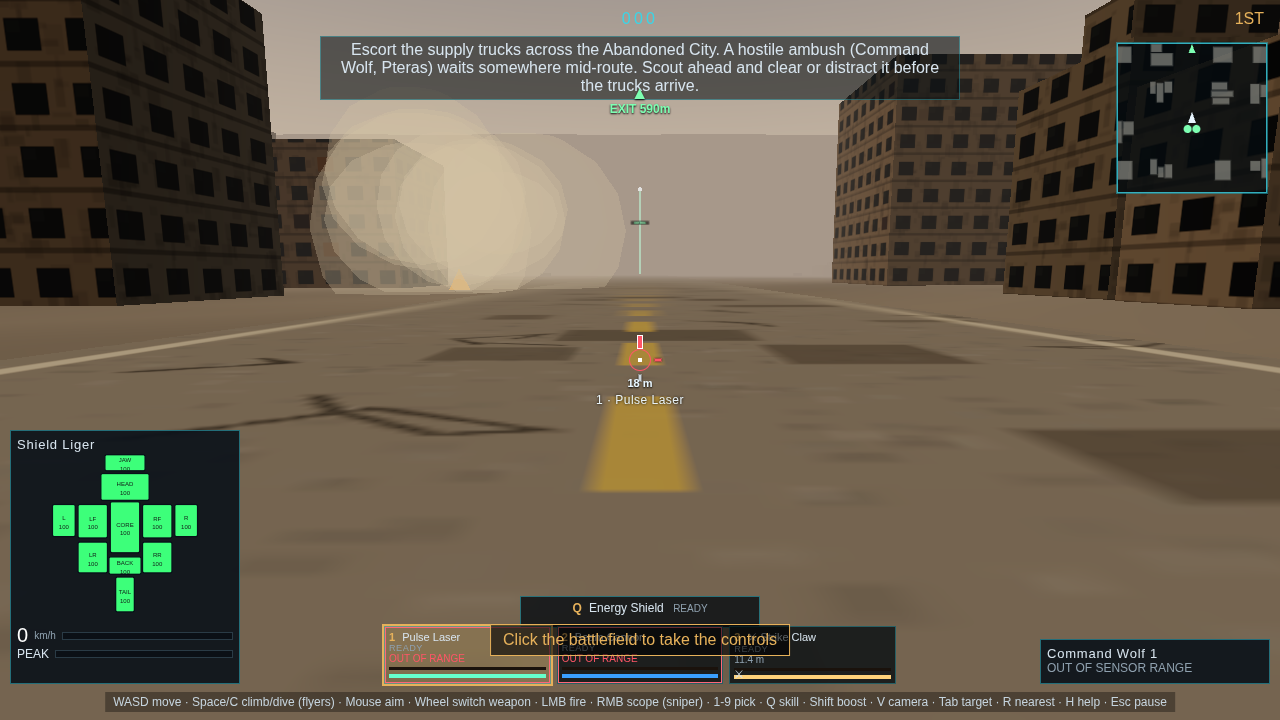 000
1ST
Escort the supply trucks across the Abandoned City. A hostile ambush (Command
Wolf, Pteras) waits somewhere mid-route. Scout ahead and clear or distract it before
the trucks arrive.
EXIT 590m
18 m
1 · Pulse Laser
Shield Liger
JAW
100
HEAD
100
L
100
LF
100
CORE
100
RF
100
R
100
LR
100
BACK
100
RR
100
TAIL
100
0 km/h
PEAK
Q Energy Shield READY
1 Pulse Laser
READY
OUT OF RANGE
OUT OF RANGE
Claw
READY
11.4 m
Click the battlefield to take the controls
Command Wolf 1
OUT OF SENSOR RANGE
WASD move · Space/C climb/dive (flyers) · Mouse aim · Wheel switch weapon · LMB fire · RMB scope (sniper) · 1-9 pick · Q skill · Shift boost · V camera · Tab target · R nearest · H help · Esc pause